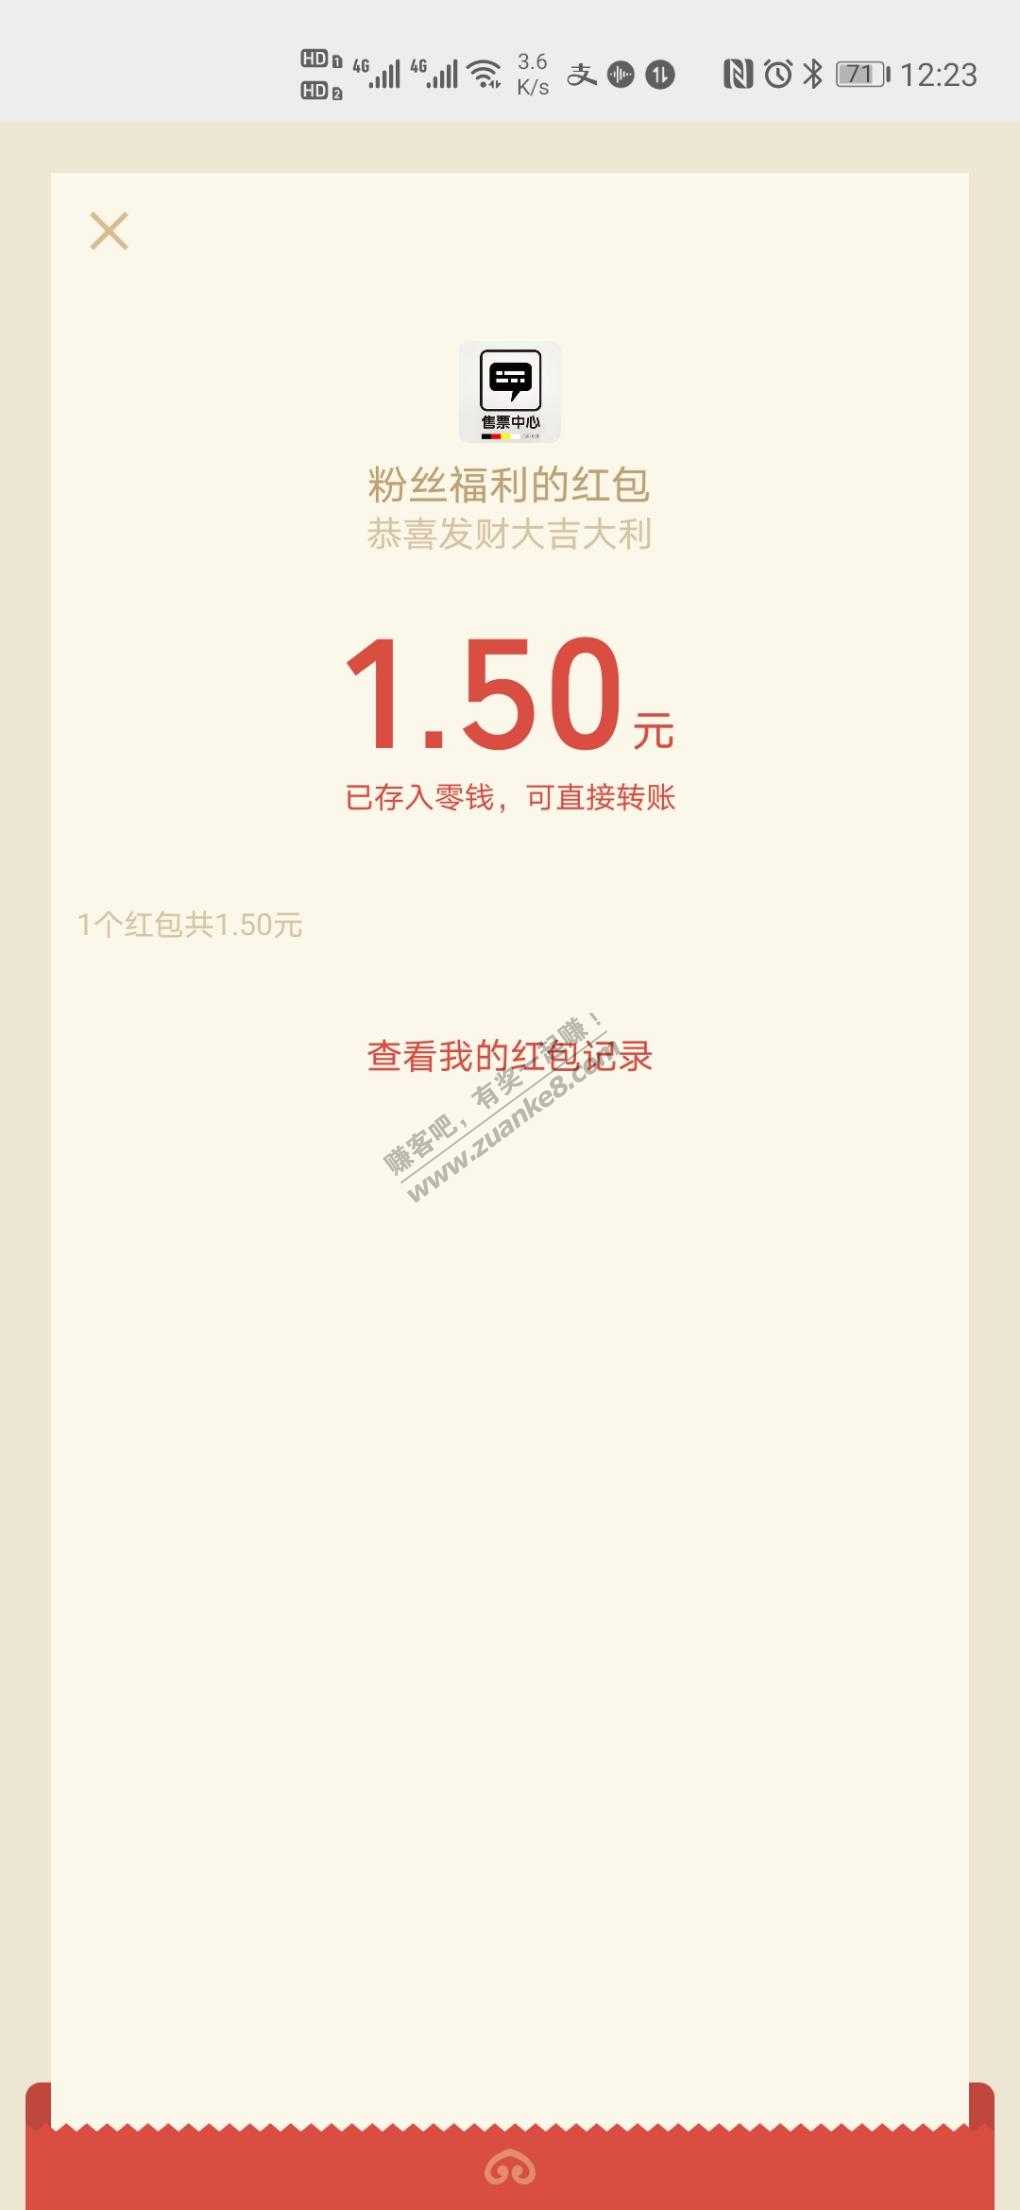 HD 1 4G 4G 3.6 支 71 12:23
HD 2 K/s
售票中心
粉丝福利的红包
恭喜发财大吉大利
1.50元
已存入零钱，可直接转账
1个红包共1.50元
查看我的红包记录
赚客吧，有奖一起赚！
www.zuanke8.com